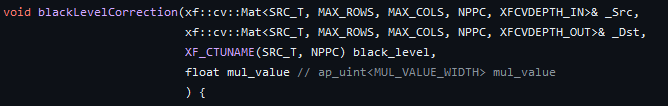 void blackLevelCorrection(xf::cv::Mat<SRC_T, MAX_ROWS, MAX_COLS, NPPC, XFCVDEPTH_IN>& _Src,
xf::cv::Mat<SRC_T, MAX_ROWS, MAX_COLS, NPPC, XFCVDEPTH_OUT>& _Dst,
XF_CTUNAME(SRC_T, NPPC) black_level,
float mul_value // ap_uint<MUL_VALUE_WIDTH> mul_value
) {